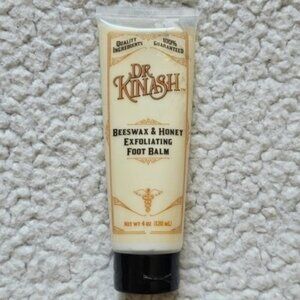 Quality Ingredients
100% Guaranteed
Dr
Kinash
Beeswax & Honey
Exfoliating
Foot Balm
Net WT 4 oz (120 mL)